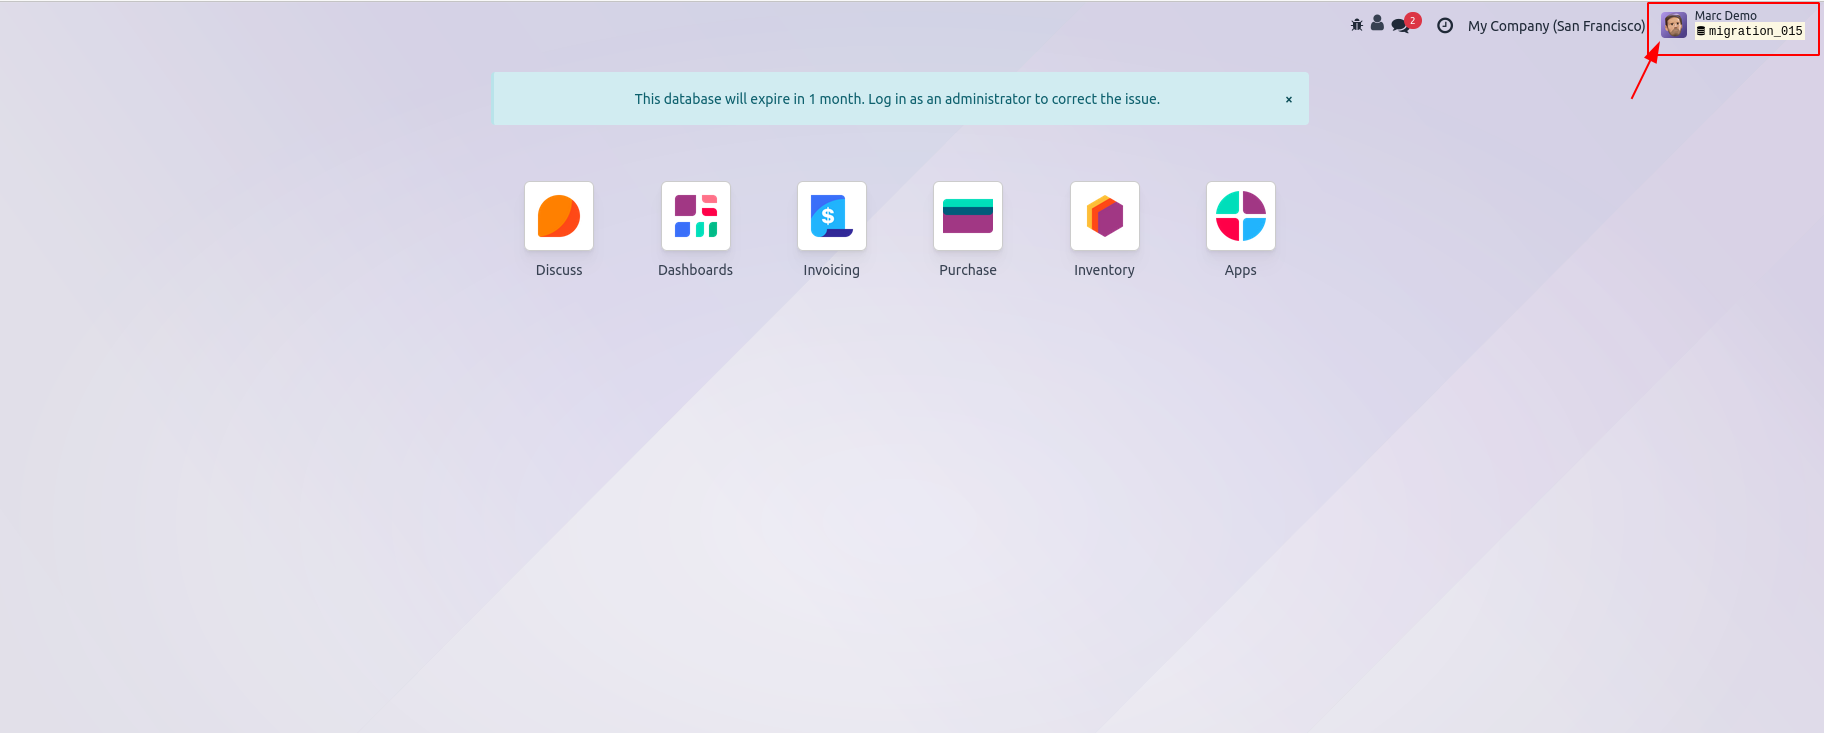 2
My Company (San Francisco)
Marc Demo
migration_015
This database will expire in 1 month. Log in as an administrator to correct the issue.
×
$
Discuss
Dashboards
Invoicing
Purchase
Inventory
Apps